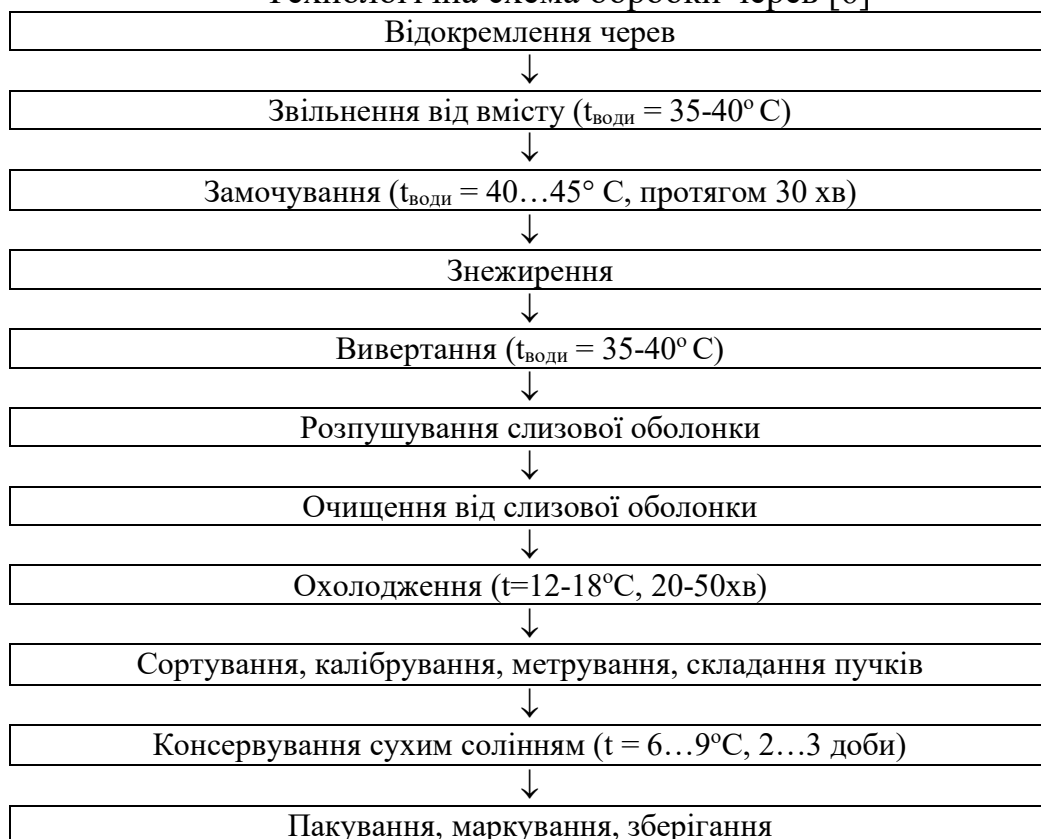 Технологічна схема обробки черев [6]
Відокремлення черев
↓
Звільнення від вмісту (tводи = 35-40º С)
↓
Замочування (tводи = 40…45° С, протягом 30 хв)
↓
Знежирення
↓
Вивертання (tводи = 35-40º С)
↓
Розпушування слизової оболонки
↓
Очищення від слизової оболонки
↓
Охолодження (t=12-18ºС, 20-50хв)
↓
Сортування, калібрування, метрування, складання пучків
↓
Консервування сухим солінням (t = 6…9ºС, 2…3 доби)
↓
Пакування, маркування, зберігання